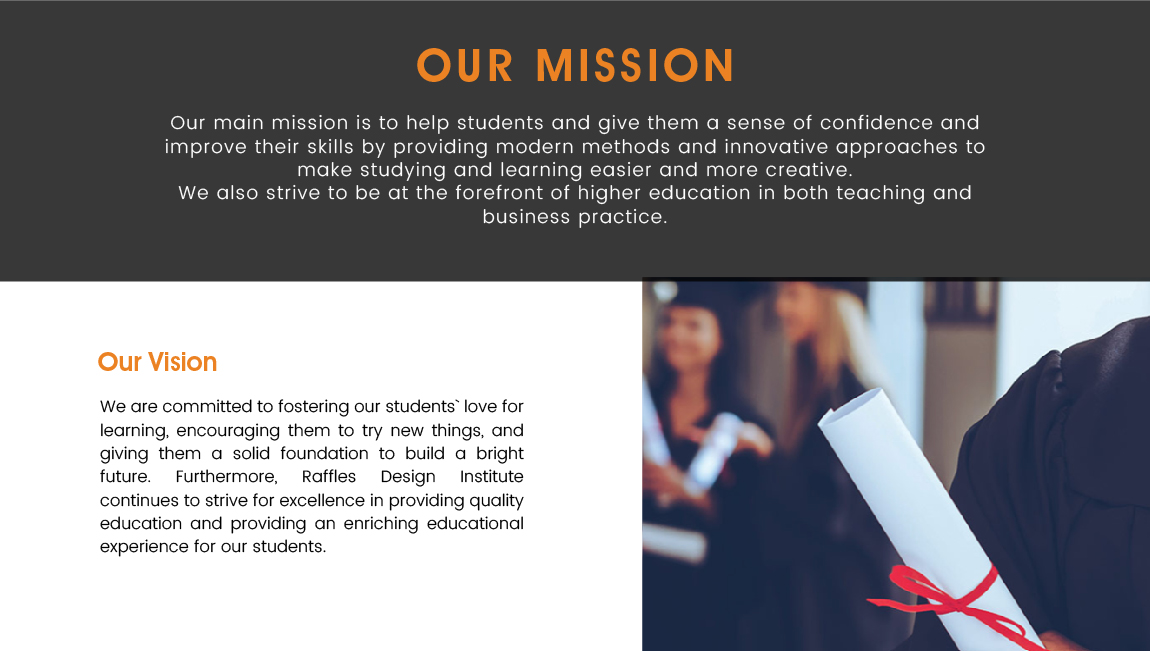 OUR MISSION
Our main mission is to help students and give them a sense of confidence and
improve their skills by providing modern methods and innovative approaches to
make studying and learning easier and more creative.
We also strive to be at the forefront of higher education in both teaching and
business practice.
Our Vision
We are committed to fostering our students` love for
learning, encouraging them to try new things, and
giving them a solid foundation to build a bright
future. Furthermore, Raffles Design Institute
continues to strive for excellence in providing quality
education and providing an enriching educational
experience for our students.